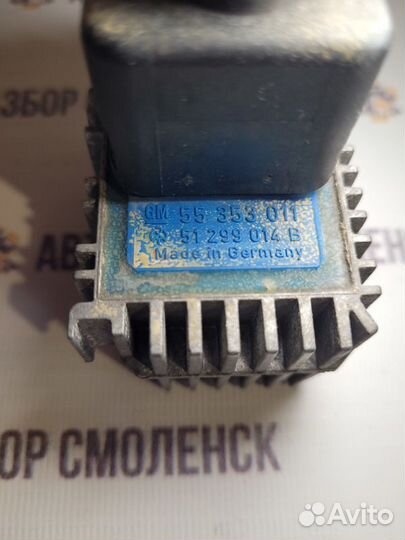 ЗБОР
GM 55 353 011
51 299 014 B
Made in Germany
АВ
ОР СМОЛЕНСК
Avito